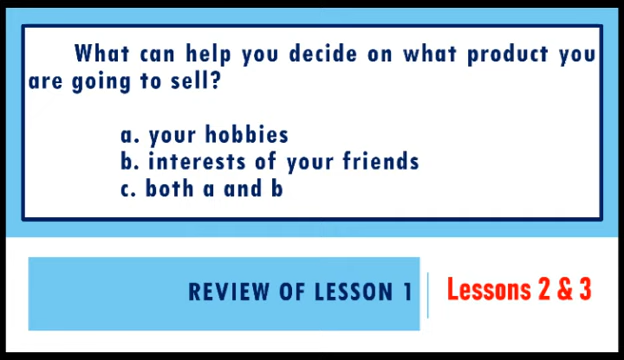 What can help you decide on what product you
are going to sell?
a. your hobbies
b. interests of your friends
c. both a and b
REVIEW OF LESSON 1
Lessons 2 & 3